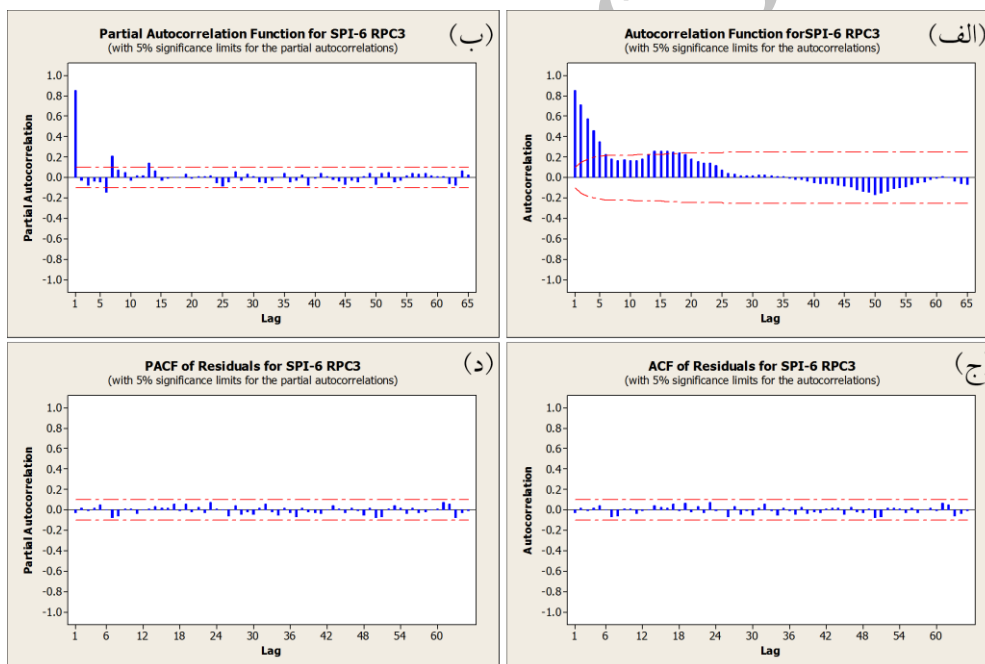 Partial Autocorrelation Function for SPI-6 RPC3
(with 5% significance limits for the partial autocorrelations)
(ب)
Partial Autocorrelation
1.0
0.8
0.6
0.4
0.2
0.0
-0.2
-0.4
-0.6
-0.8
-1.0
1 5 10 15 20 25 30 35 40 45 50 55 60 65
Lag
Autocorrelation Function forSPI-6 RPC3
(with 5% significance limits for the autocorrelations)
(الف)
Autocorrelation
1.0
0.8
0.6
0.4
0.2
0.0
-0.2
-0.4
-0.6
-0.8
-1.0
1 5 10 15 20 25 30 35 40 45 50 55 60 65
Lag
PACF of Residuals for SPI-6 RPC3
(with 5% significance limits for the partial autocorrelations)
(د)
Partial Autocorrelation
1.0
0.8
0.6
0.4
0.2
0.0
-0.2
-0.4
-0.6
-0.8
-1.0
1 6 12 18 24 30 36 42 48 54 60
Lag
ACF of Residuals for SPI-6 RPC3
(with 5% significance limits for the autocorrelations)
(ج)
Autocorrelation
1.0
0.8
0.6
0.4
0.2
0.0
-0.2
-0.4
-0.6
-0.8
-1.0
1 6 12 18 24 30 36 42 48 54 60
Lag